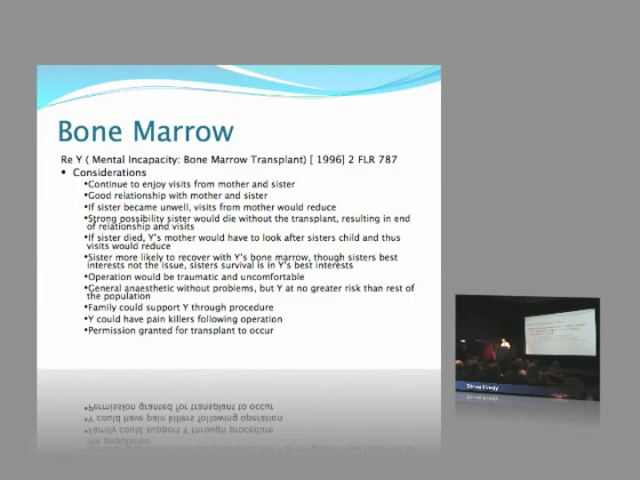 Bone Marrow
Re Y ( Mental Incapacity: Bone Marrow Transplant) [ 1996] 2 FLR 787
• Considerations
•Continue to enjoy visits from mother and sister
•Good relationship with mother and sister
•If sister became unwell, visits from mother would reduce
•Strong possibility sister would die without the transplant, resulting in end
of relationship and visits
•If sister died, Y's mother would have to look after sisters child and thus
visits would reduce
•Sister more likely to recover with Y's bone marrow, though sisters best
interests not the issue, sisters survival is in Y's best interests
•Operation would be traumatic and uncomfortable
•General anaesthetic without problems, but Y at no greater risk than rest of
the population
•Family could support Y through procedure
•Y could have pain killers following operation
•Permission granted for transplant to occur